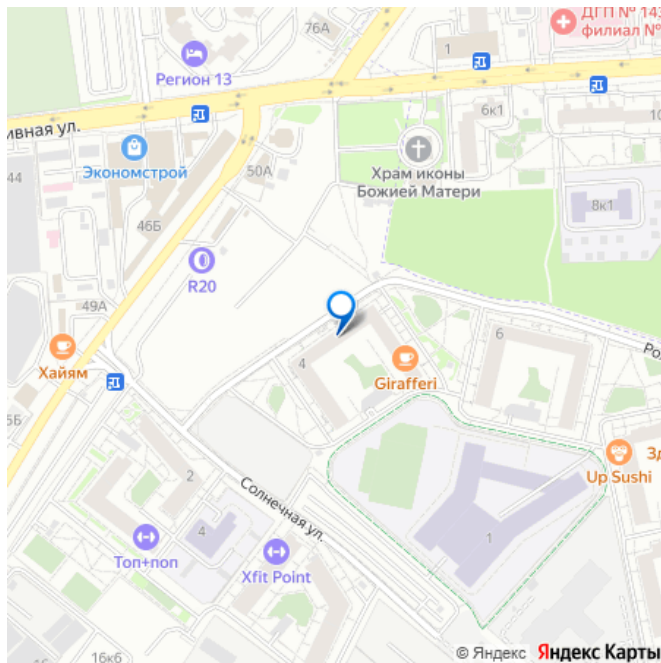 ДГП № 143
филиал №
76А
1
Регион 13
6к1
10
ивная ул.
Храм иконы
Божией Матери
Экономстрой
50А
44
8к1
46Б
R20
49А
6
Хайям
4
Girafferi
5Б
2
Солнечная ул.
Up Sushi
4
1
Топ+поп
Xfit Point
16к6
© Яндекс Яндекс Карты